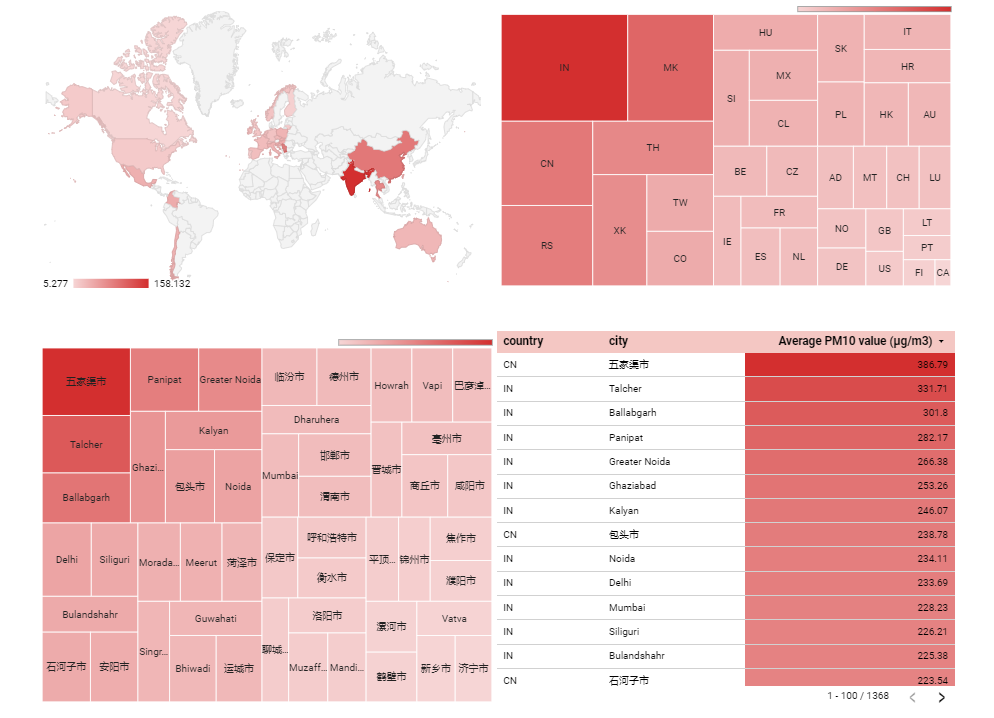 5.277
158.132
IN
MK
HU
SK
IT
HR
MX
SI
CL
PL
HK
AU
CN
TH
BE
CZ
AD
MT
CH
LU
RS
XK
TW
CO
IE
FR
ES
NL
NO
GB
LT
PT
DE
US
FI
CA
五家渠市
Panipat
Greater Noida
临汾市
德州市
Howrah
Vapi
巴彦淖...
Talcher
Ghazi...
Kalyan
Dharuhera
亳州市
Ballabgarh
包头市
Noida
Mumbai
邯郸市
渭南市
晋城市
商丘市
咸阳市
Delhi
Siliguri
Morada...
Meerut
菏泽市
保定市
呼和浩特市
衡水市
平顶...
锦州市
焦作市
濮阳市
Bulandshahr
Guwahati
洛阳市
漯河市
Vatva
石河子市
安阳市
Singr...
Bhiwadi
运城市
聊城...
Muzaff...
Mandi...
鹤壁市
新乡市
济宁市
country city Average PM10 value (µg/m3)
CN 五家渠市 386.79
IN Talcher 331.71
IN Ballabgarh 301.8
IN Panipat 282.17
IN Greater Noida 266.38
IN Ghaziabad 253.26
IN Kalyan 246.07
CN 包头市 238.78
IN Noida 234.11
IN Delhi 233.69
IN Mumbai 228.23
IN Siliguri 226.21
IN Bulandshahr 225.38
CN 石河子市 223.54
1 - 100 / 1368